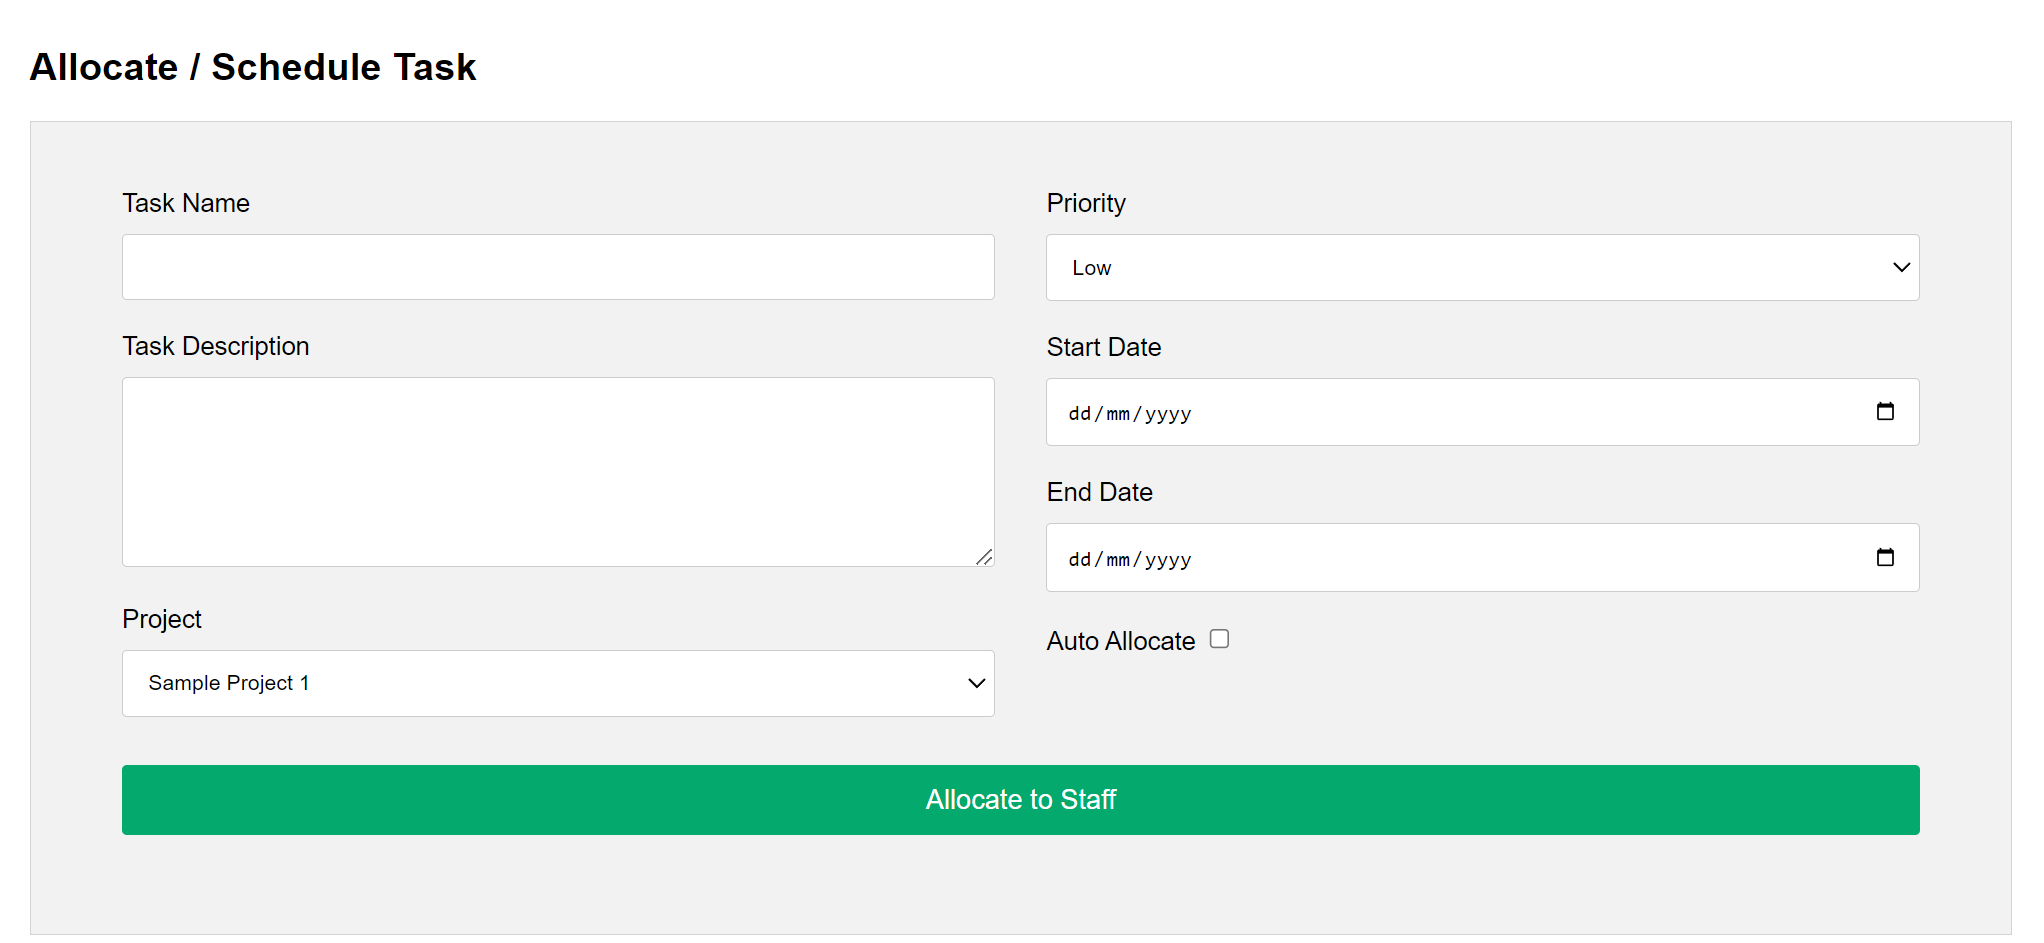 Allocate / Schedule Task
Task Name
Task Description
Project
Sample Project 1
Priority
Low
Start Date
dd/mm/yyyy
End Date
dd/mm/yyyy
Auto Allocate
Allocate to Staff